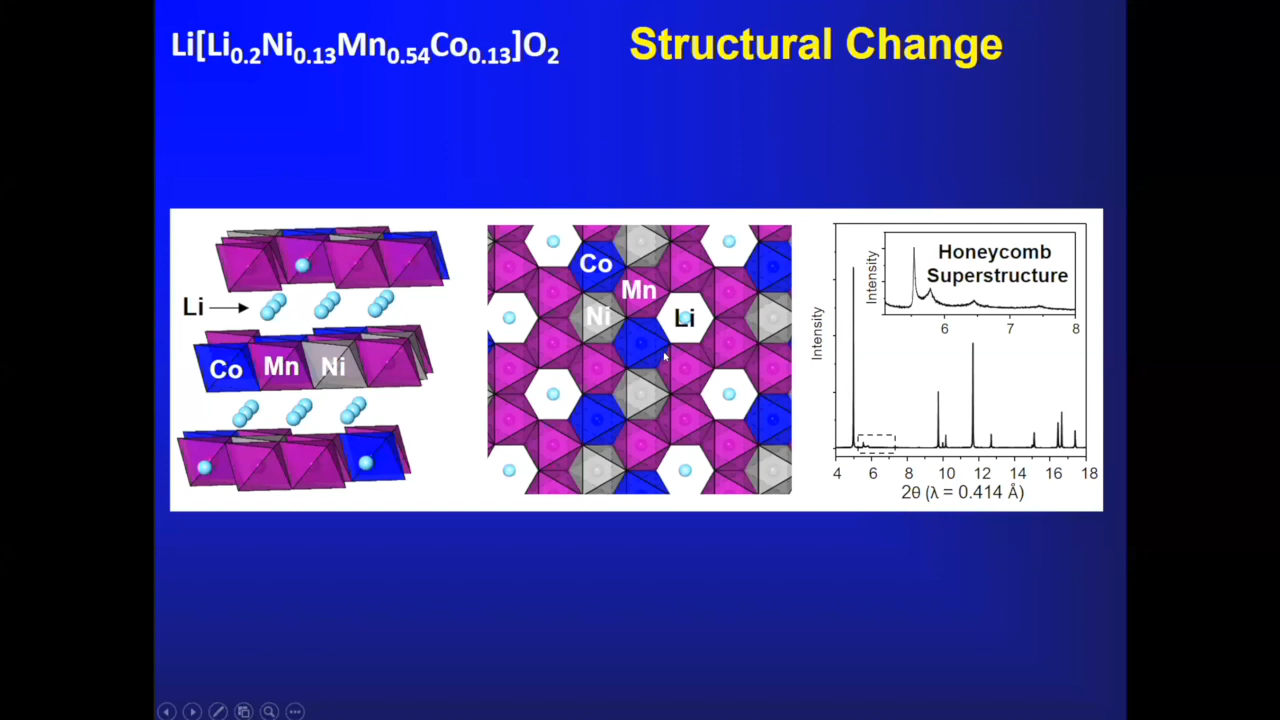 Li[Li0.2Ni0.13Mn0.54Co0.13]O2
Structural Change
Li
Co
Mn
Ni
Co
Mn
Ni
Li
Intensity
Intensity
Honeycomb
Superstructure
6
7
8
4
6
8
10
12
14
16
18
2θ (λ = 0.414 Å)